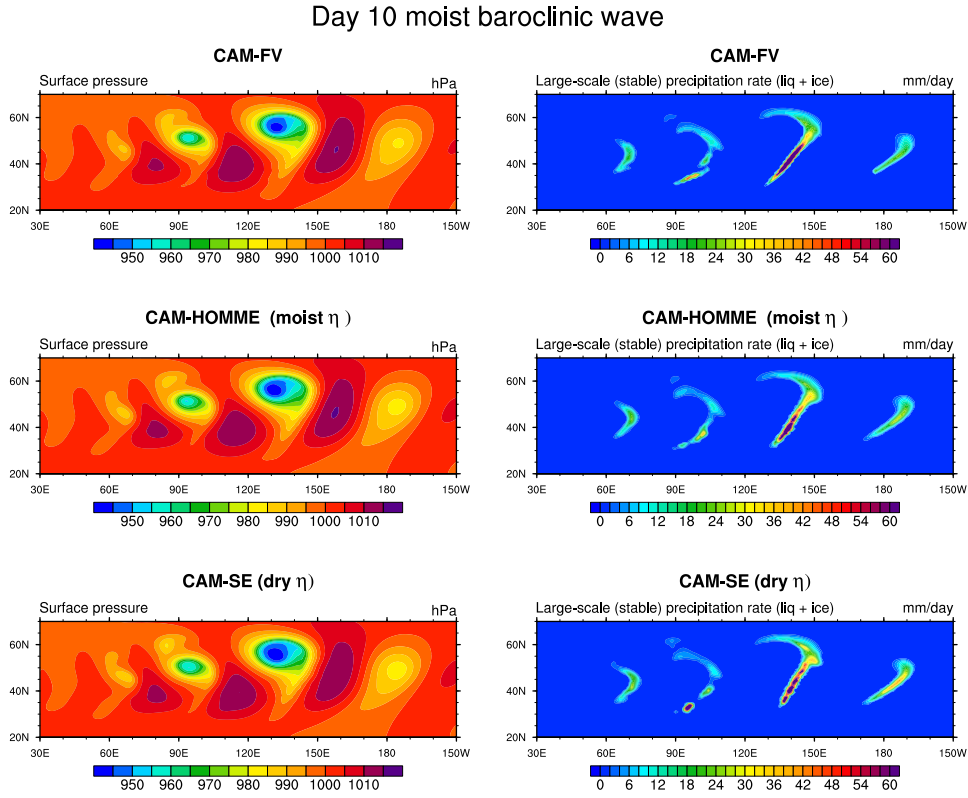 Day 10 moist baroclinic wave
CAM-FV
Surface pressure hPa
60N
40N
20N
30E 60E 90E 120E 150E 180 150W
950 960 970 980 990 1000 1010
CAM-FV
Large-scale (stable) precipitation rate (liq + ice) mm/day
60N
40N
20N
30E 60E 90E 120E 150E 180 150W
0 6 12 18 24 30 36 42 48 54 60
CAM-HOMME (moist η )
Surface pressure hPa
60N
40N
20N
30E 60E 90E 120E 150E 180 150W
950 960 970 980 990 1000 1010
CAM-HOMME (moist η )
Large-scale (stable) precipitation rate (liq + ice) mm/day
60N
40N
20N
30E 60E 90E 120E 150E 180 150W
0 6 12 18 24 30 36 42 48 54 60
CAM-SE (dry η)
Surface pressure hPa
60N
40N
20N
30E 60E 90E 120E 150E 180 150W
950 960 970 980 990 1000 1010
CAM-SE (dry η)
Large-scale (stable) precipitation rate (liq + ice) mm/day
60N
40N
20N
30E 60E 90E 120E 150E 180 150W
0 6 12 18 24 30 36 42 48 54 60